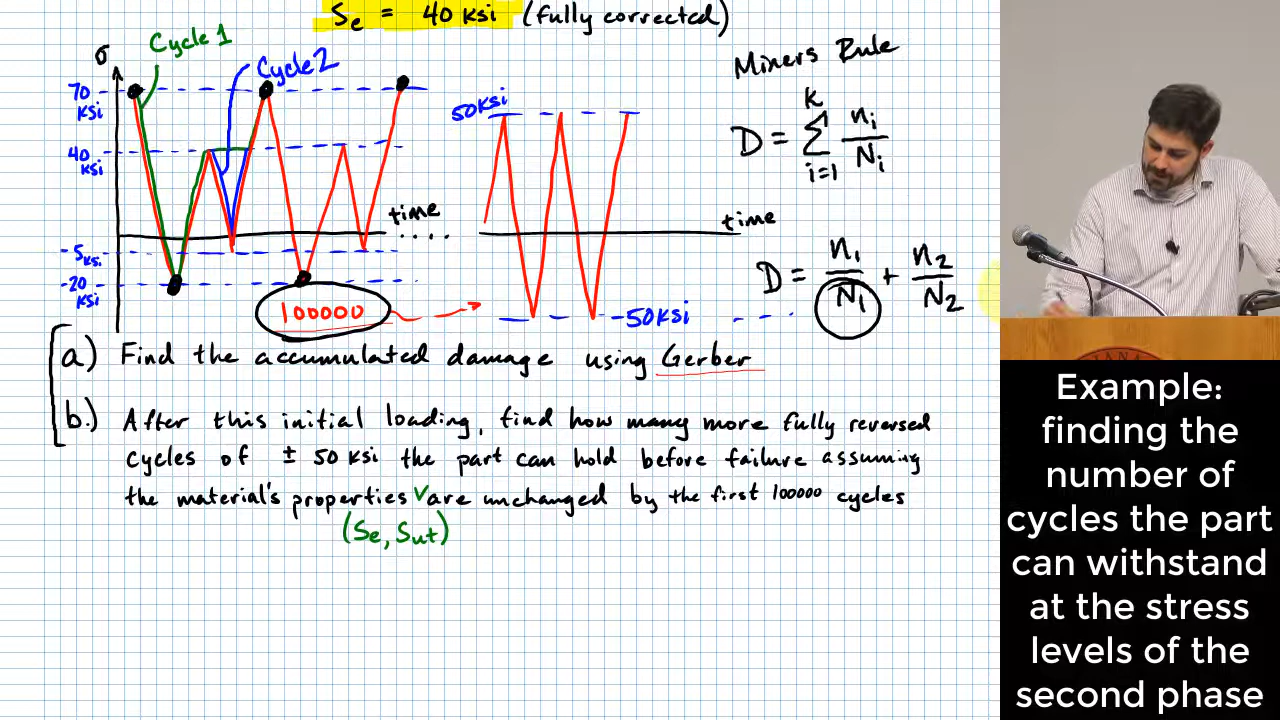 Se = 40 ksi (fully corrected)
σ
Cycle 1
Cycle 2
70
ksi
40
ksi
-5 ksi
-20
ksi
time
....
100000
50 ksi
-50 ksi
time
Miners Rule
D = k Σ i=1 ni/Ni
D = n1/N1 + n2/N2
a.) Find the accumulated damage using Gerber
b.) After this initial loading, find how many more fully reversed
cycles of ± 50 ksi the part can hold before failure assuming
the material's properties V are unchanged by the first 100000 cycles
(Se, Sut)
Example:
finding the
number of
cycles the part
can withstand
at the stress
levels of the
second phase